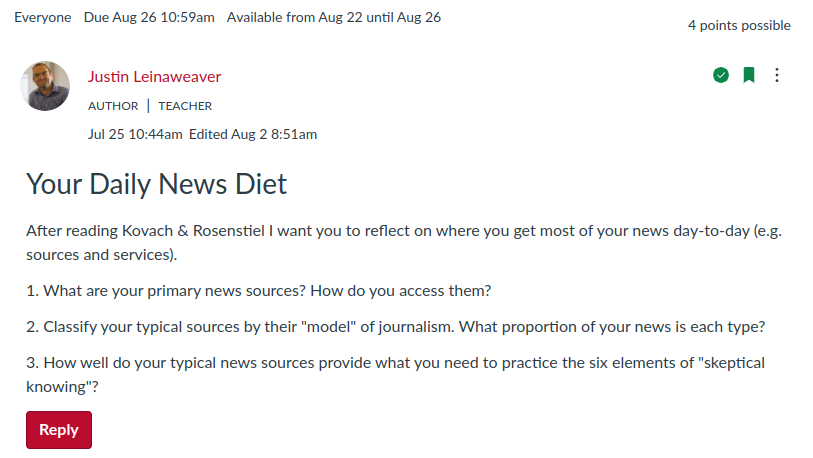 Everyone Due Aug 26 10:59am Available from Aug 22 until Aug 26
4 points possible
Justin Leinaweaver
AUTHOR | TEACHER
Jul 25 10:44am Edited Aug 2 8:51am
Your Daily News Diet
After reading Kovach & Rosenstiel I want you to reflect on where you get most of your news day-to-day (e.g.
sources and services).
1. What are your primary news sources? How do you access them?
2. Classify your typical sources by their "model" of journalism. What proportion of your news is each type?
3. How well do your typical news sources provide what you need to practice the six elements of "skeptical
knowing"?
Reply